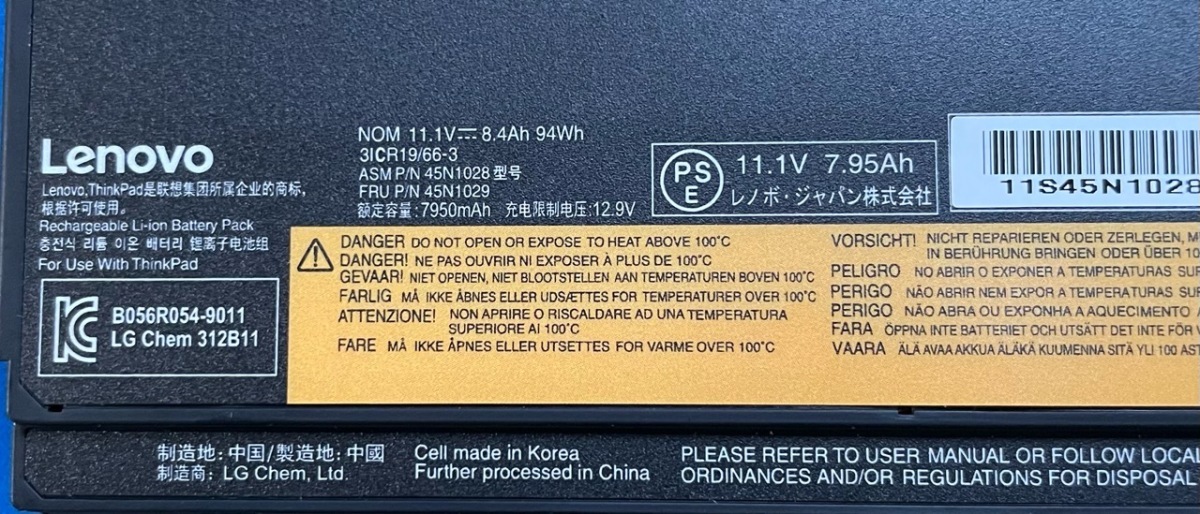 Lenovo
Lenovo,ThinkPad是联想集团所属企业的商标,
根据许可使用。
Rechargeable Li-ion Battery Pack
충전식 리튬 이온 배터리 锂离子电池组
For Use With ThinkPad
B056R054-9011
LG Chem 312B11
NOM 11.1V⎓ 8.4Ah 94Wh
3ICR19/66-3
ASM P/N 45N1028 型号
FRU P/N 45N1029
额定容量:7950mAh 充电限制电压:12.9V
PS
E
11.1V 7.95Ah
レノボ・ジャパン株式会社
11S45N1028
DANGER DO NOT OPEN OR EXPOSE TO HEAT ABOVE 100°C
DANGER! NE PAS OUVRIR NI EXPOSER À PLUS DE 100°C
GEVAAR! NIET OPENEN, NIET BLOOTSTELLEN AAN TEMPERATUREN BOVEN 100°C
FARLIG MÅ IKKE ÅBNES ELLER UDSÆTTES FOR TEMPERATURER OVER 100°C
ATTENZIONE! NON APRIRE O RISCALDARE AD UNA TEMPERATURA
SUPERIORE AI 100°C
FARE MÅ IKKE ÅPNES ELLER UTSETTES FOR VARME OVER 100°C
VORSICHT! NICHT REPARIEREN ODER ZERLEGEN,
IN BERÜHRUNG BRINGEN ODER ÜBER
PELIGRO NO ABRIR O EXPONER A TEMPERATURAS
PERIGO NÃO ABRIR NEM EXPOR A TEMPERATURAS
PERIGO NÃO ABRA OU EXPONHA A AQUECIMENTO
FARA ÖPPNA INTE BATTERIET OCH UTSÄTT DET INTE FÖR
VAARA ÄLÄ AVAA AKKUA ÄLÄKÄ KUUMENNA SITÄ YLI 100
制造地: 中国/製造地: 中國
制造商: LG Chem, Ltd.
Cell made in Korea
Further processed in China
PLEASE REFER TO USER MANUAL OR FOLLOW LOCAL
ORDINANCES AND/OR REGULATIONS FOR DISPOSAL